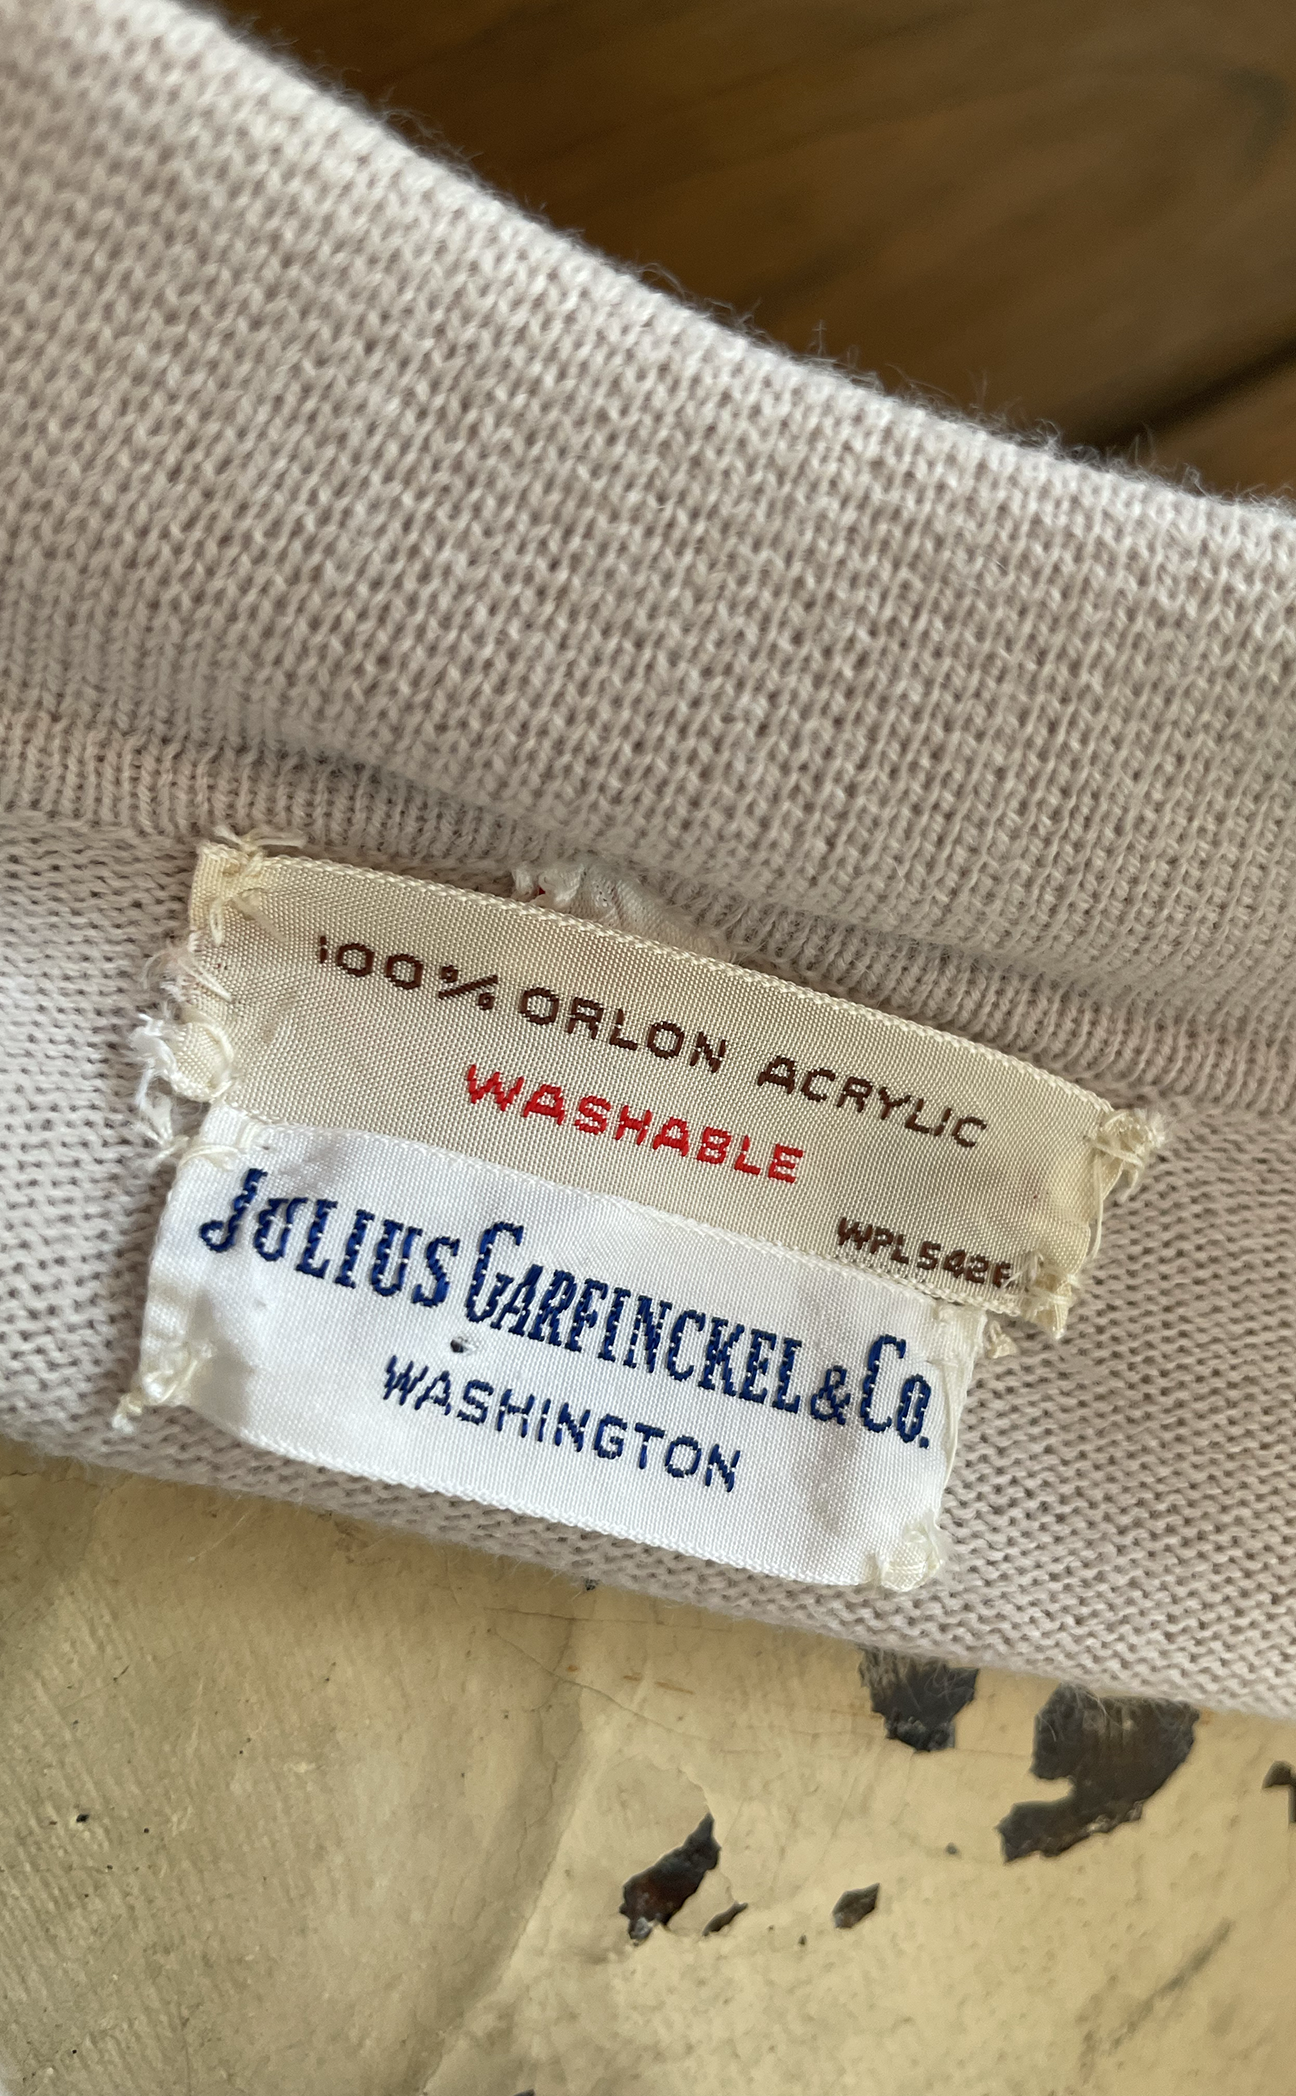 100% ORLON ACRYLIC
WASHABLE
JULIUS GARFINCKEL & CO.
WASHINGTON